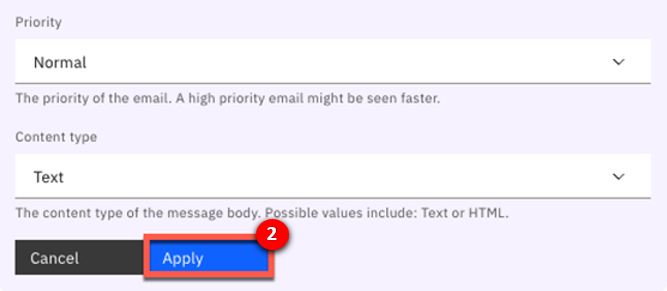 Priority
Normal
The priority of the email. A high priority email might be seen faster.
Content type
Text
The content type of the message body. Possible values include: Text or HTML.
2
Cancel
Apply